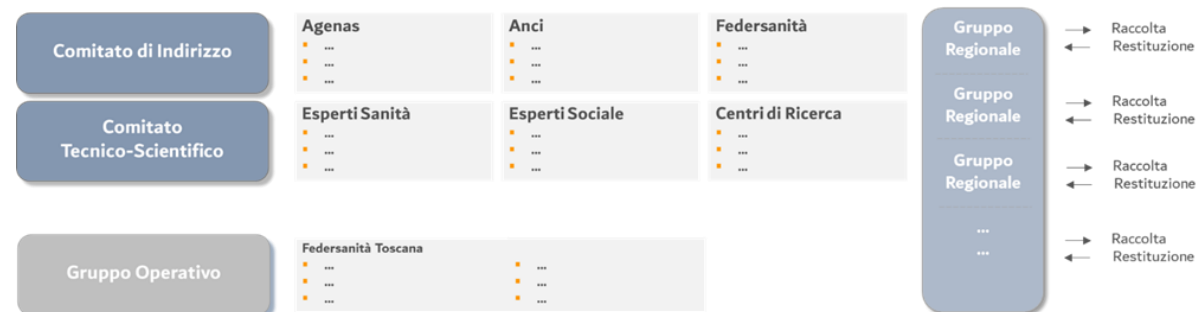 Comitato di Indirizzo
Agenas
...
...
...
Anci
...
...
...
Federsanità
...
...
...
Comitato
Tecnico-Scientifico
Esperti Sanità
...
...
...
Esperti Sociale
...
...
...
Centri di Ricerca
...
...
...
Gruppo Operativo
Federsanità Toscana
...
...
...
...
...
...
Gruppo
Regionale
Raccolta
Restituzione
Gruppo
Regionale
Raccolta
Restituzione
Gruppo
Regionale
Raccolta
Restituzione
...
...
Raccolta
Restituzione